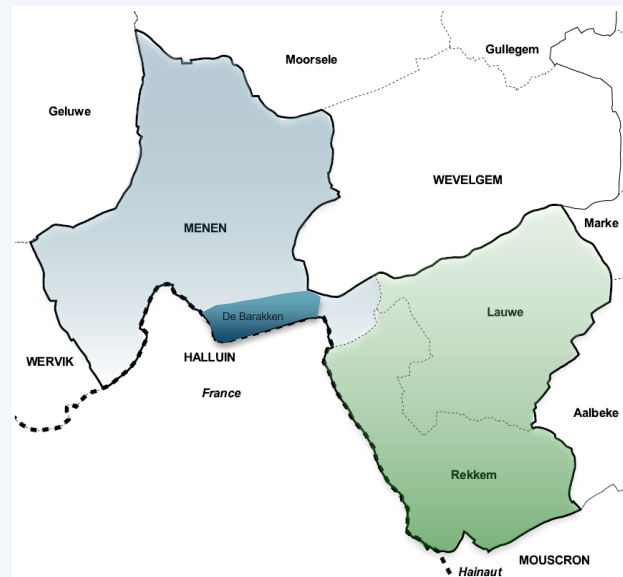 Gullegem
Moorsele
Geluwe
WEVELGEM
Marke
MENEN
Lauwe
De Barakken
WERVIK
HALLUIN
France
Aalbeke
Rekkem
MOUSCRON
Hainaut